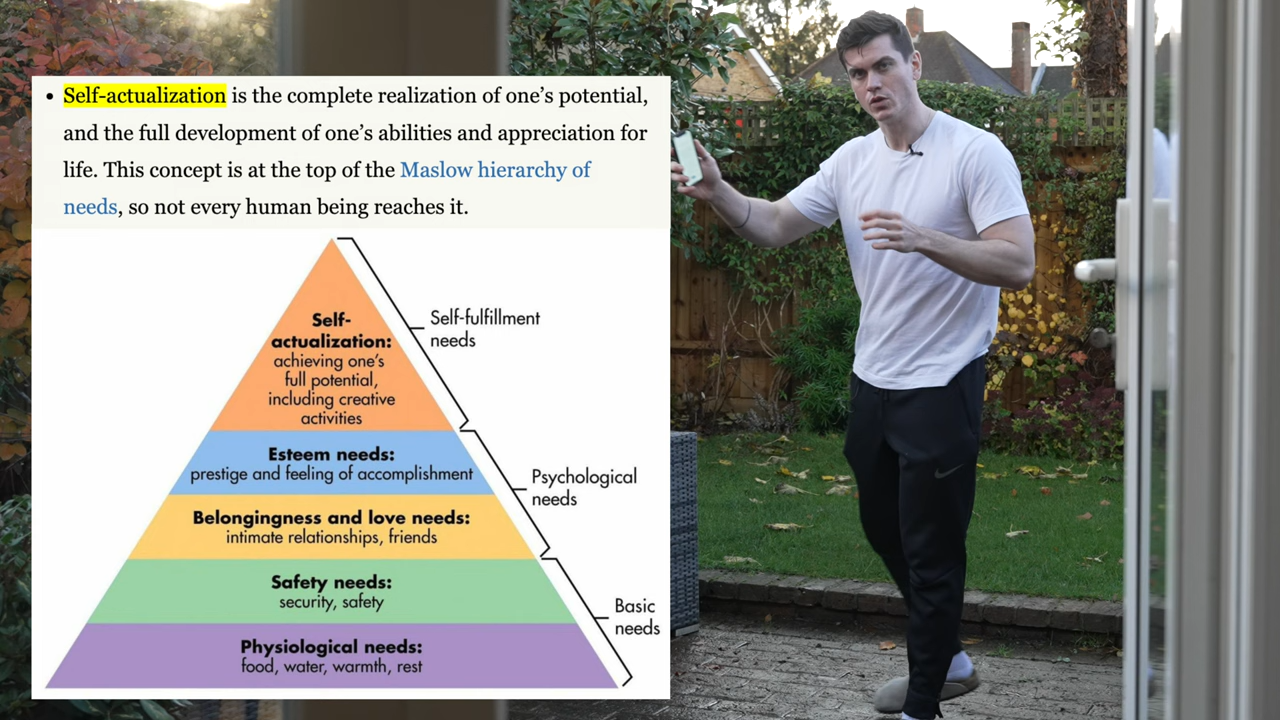 • Self-actualization is the complete realization of one’s potential,
and the full development of one’s abilities and appreciation for
life. This concept is at the top of the Maslow hierarchy of
needs, so not every human being reaches it.
Self-
actualization:
achieving one’s
full potential,
including creative
activities
Self-fulfillment
needs
Esteem needs:
prestige and feeling of accomplishment
Psychological
needs
Belongingness and love needs:
intimate relationships, friends
Safety needs:
security, safety
Basic
needs
Physiological needs:
food, water, warmth, rest